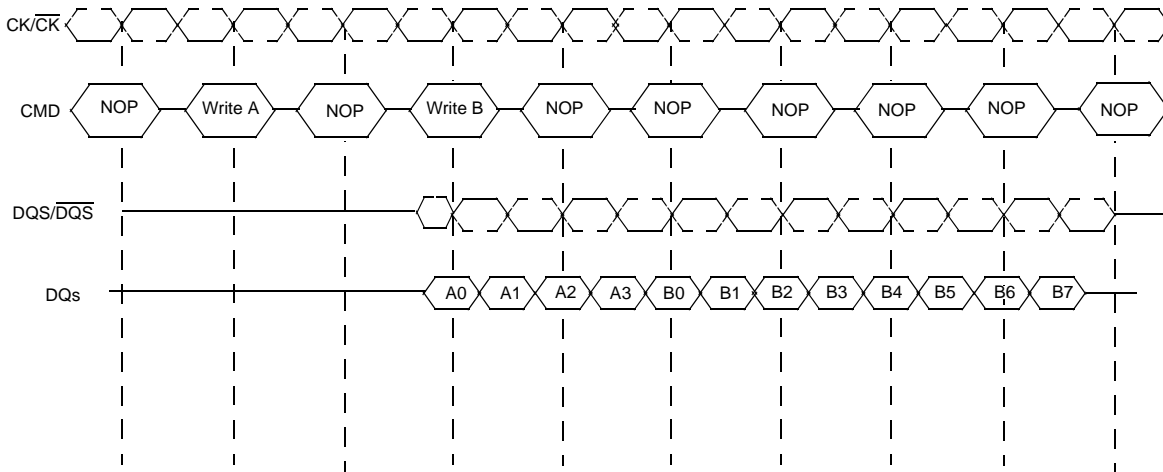 CK/CK
CMD NOP Write A NOP Write B NOP NOP NOP NOP NOP NOP
DQS/DQS
DQs A0 A1 A2 A3 B0 B1 B2 B3 B4 B5 B6 B7